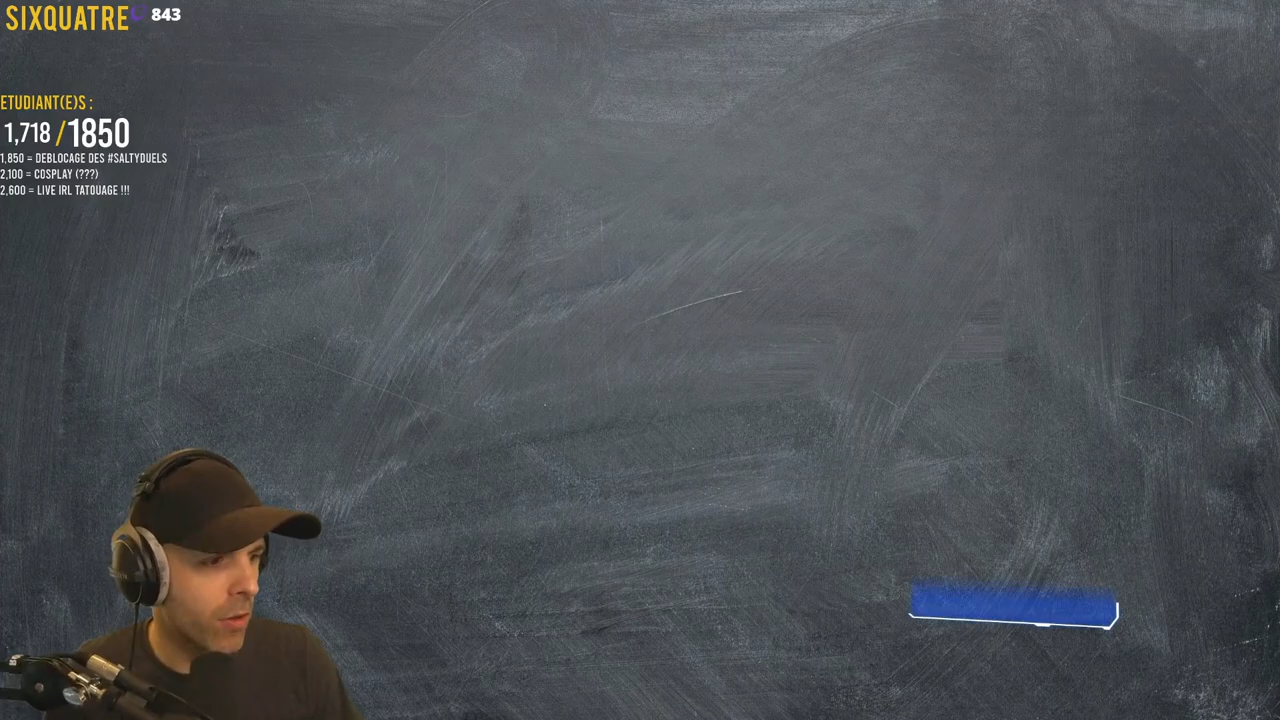 SIXQUATRE 843
ETUDIANT(E)S :
1,718 /1850
1,850 = DEBLOCAGE DES #SALTYDUELS
2,100 = COSPLAY (???)
2,600 = LIVE IRL TATOUAGE !!!